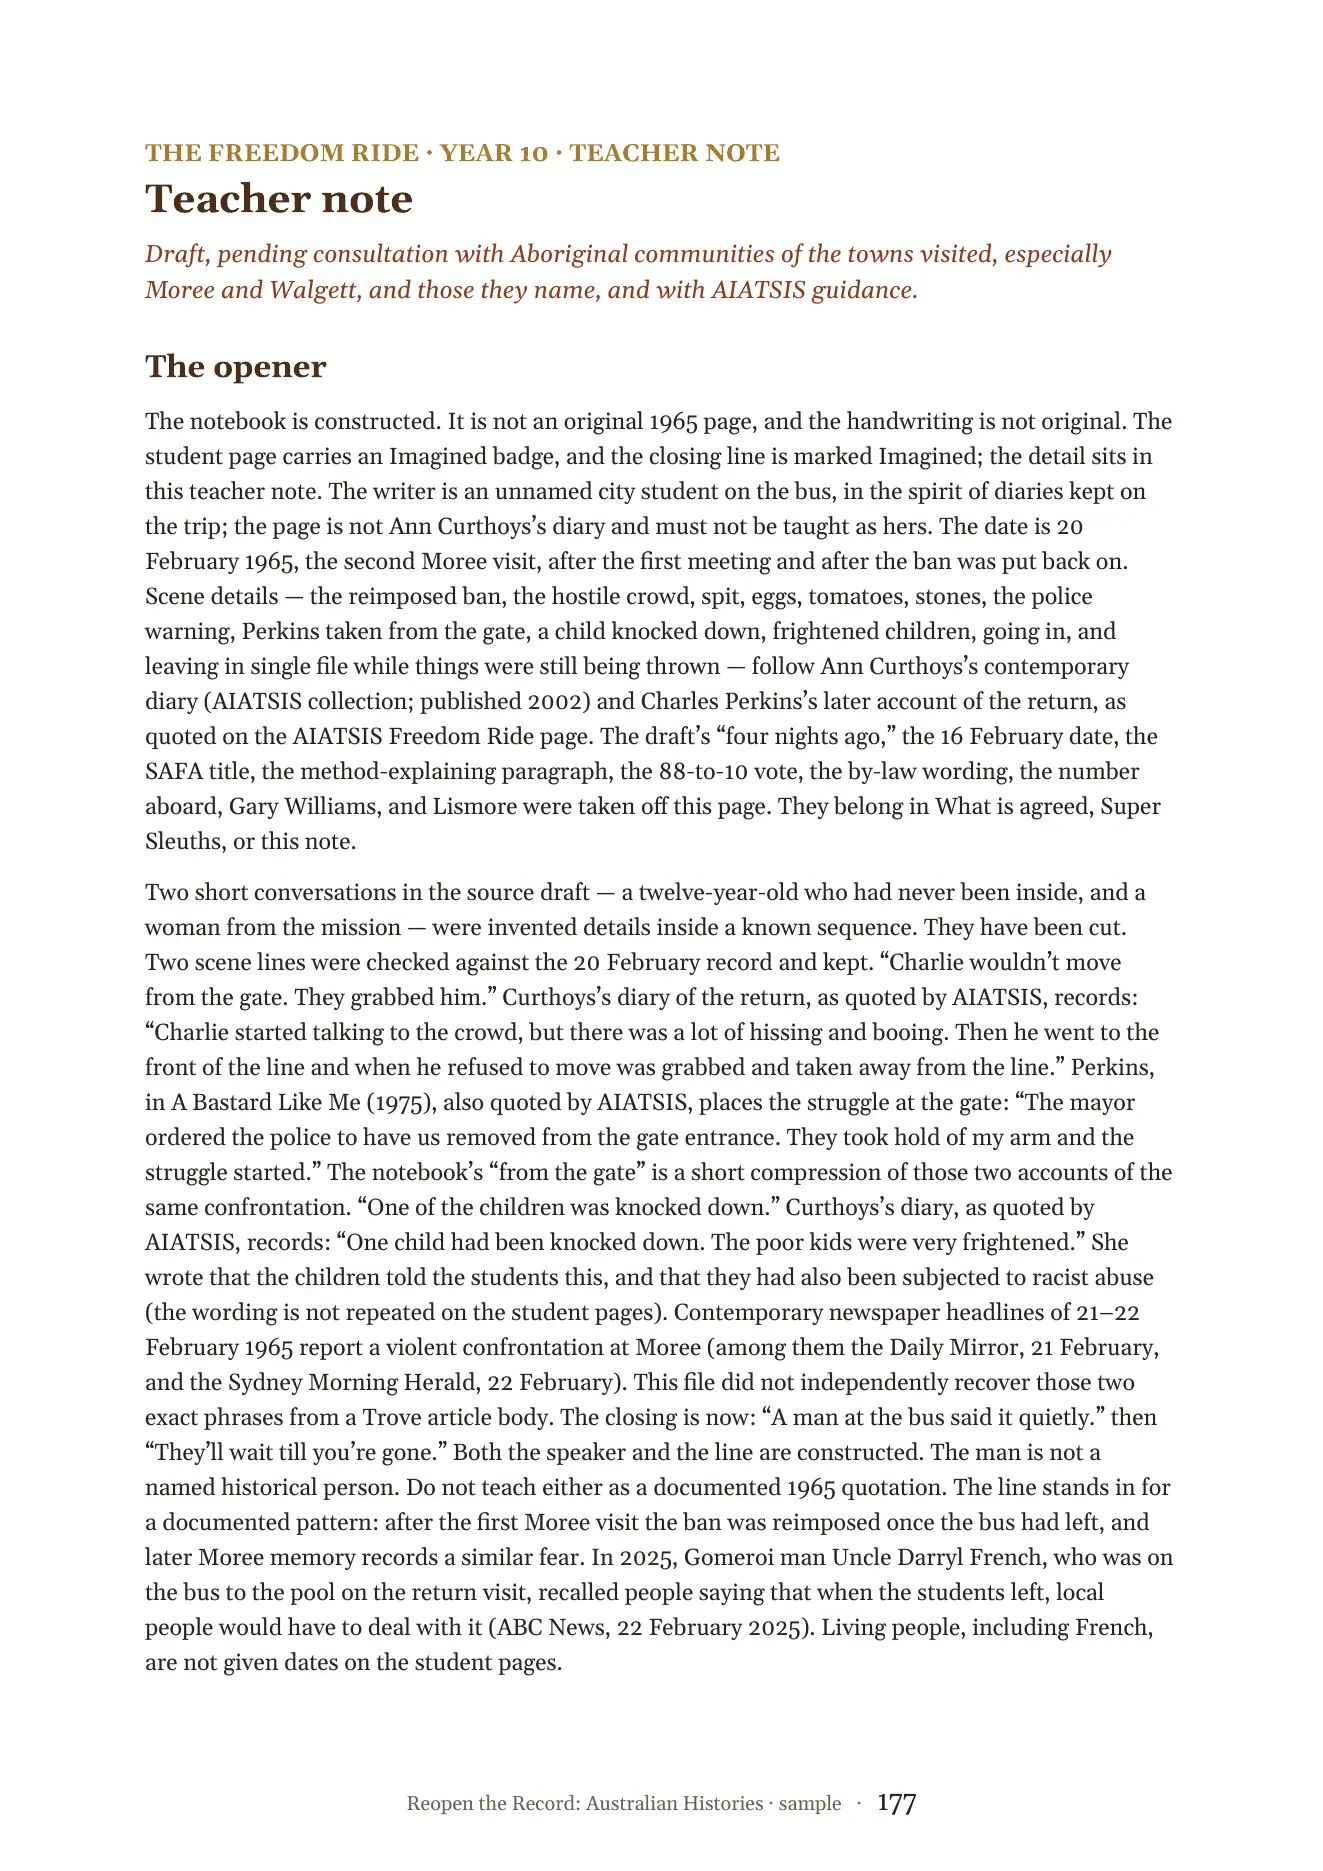 THE FREEDOM RIDE · YEAR 10 · TEACHER NOTE
Teacher note
Draft, pending consultation with Aboriginal communities of the towns visited, especially
Moree and Walgett, and those they name, and with AIATSIS guidance.
The opener
The notebook is constructed. It is not an original 1965 page, and the handwriting is not original. The
student page carries an Imagined badge, and the closing line is marked Imagined; the detail sits in
this teacher note. The writer is an unnamed city student on the bus, in the spirit of diaries kept on
the trip; the page is not Ann Curthoys’s diary and must not be taught as hers. The date is 20
February 1965, the second Moree visit, after the first meeting and after the ban was put back on.
Scene details — the reimposed ban, the hostile crowd, spit, eggs, tomatoes, stones, the police
warning, Perkins taken from the gate, a child knocked down, frightened children, going in, and
leaving in single file while things were still being thrown — follow Ann Curthoys’s contemporary
diary (AIATSIS collection; published 2002) and Charles Perkins’s later account of the return, as
quoted on the AIATSIS Freedom Ride page. The draft’s “four nights ago,” the 16 February date, the
SAFA title, the method-explaining paragraph, the 88-to-10 vote, the by-law wording, the number
aboard, Gary Williams, and Lismore were taken off this page. They belong in What is agreed, Super
Sleuths, or this note.
Two short conversations in the source draft — a twelve-year-old who had never been inside, and a
woman from the mission — were invented details inside a known sequence. They have been cut.
Two scene lines were checked against the 20 February record and kept. “Charlie wouldn’t move
from the gate. They grabbed him.” Curthoys’s diary of the return, as quoted by AIATSIS, records:
“Charlie started talking to the crowd, but there was a lot of hissing and booing. Then he went to the
front of the line and when he refused to move was grabbed and taken away from the line.” Perkins,
in A Bastard Like Me (1975), also quoted by AIATSIS, places the struggle at the gate: “The mayor
ordered the police to have us removed from the gate entrance. They took hold of my arm and the
struggle started.” The notebook’s “from the gate” is a short compression of those two accounts of the
same confrontation. “One of the children was knocked down.” Curthoys’s diary, as quoted by
AIATSIS, records: “One child had been knocked down. The poor kids were very frightened.” She
wrote that the children told the students this, and that they had also been subjected to racist abuse
(the wording is not repeated on the student pages). Contemporary newspaper headlines of 21–22
February 1965 report a violent confrontation at Moree (among them the Daily Mirror, 21 February,
and the Sydney Morning Herald, 22 February). This file did not independently recover those two
exact phrases from a Trove article body. The closing is now: “A man at the bus said it quietly.” then
“They’ll wait till you’re gone.” Both the speaker and the line are constructed. The man is not a
named historical person. Do not teach either as a documented 1965 quotation. The line stands in for
a documented pattern: after the first Moree visit the ban was reimposed once the bus had left, and
later Moree memory records a similar fear. In 2025, Gomeroi man Uncle Darryl French, who was on
the bus to the pool on the return visit, recalled people saying that when the students left, local
people would have to deal with it (ABC News, 22 February 2025). Living people, including French,
are not given dates on the student pages.
Reopen the Record: Australian Histories · sample · 177